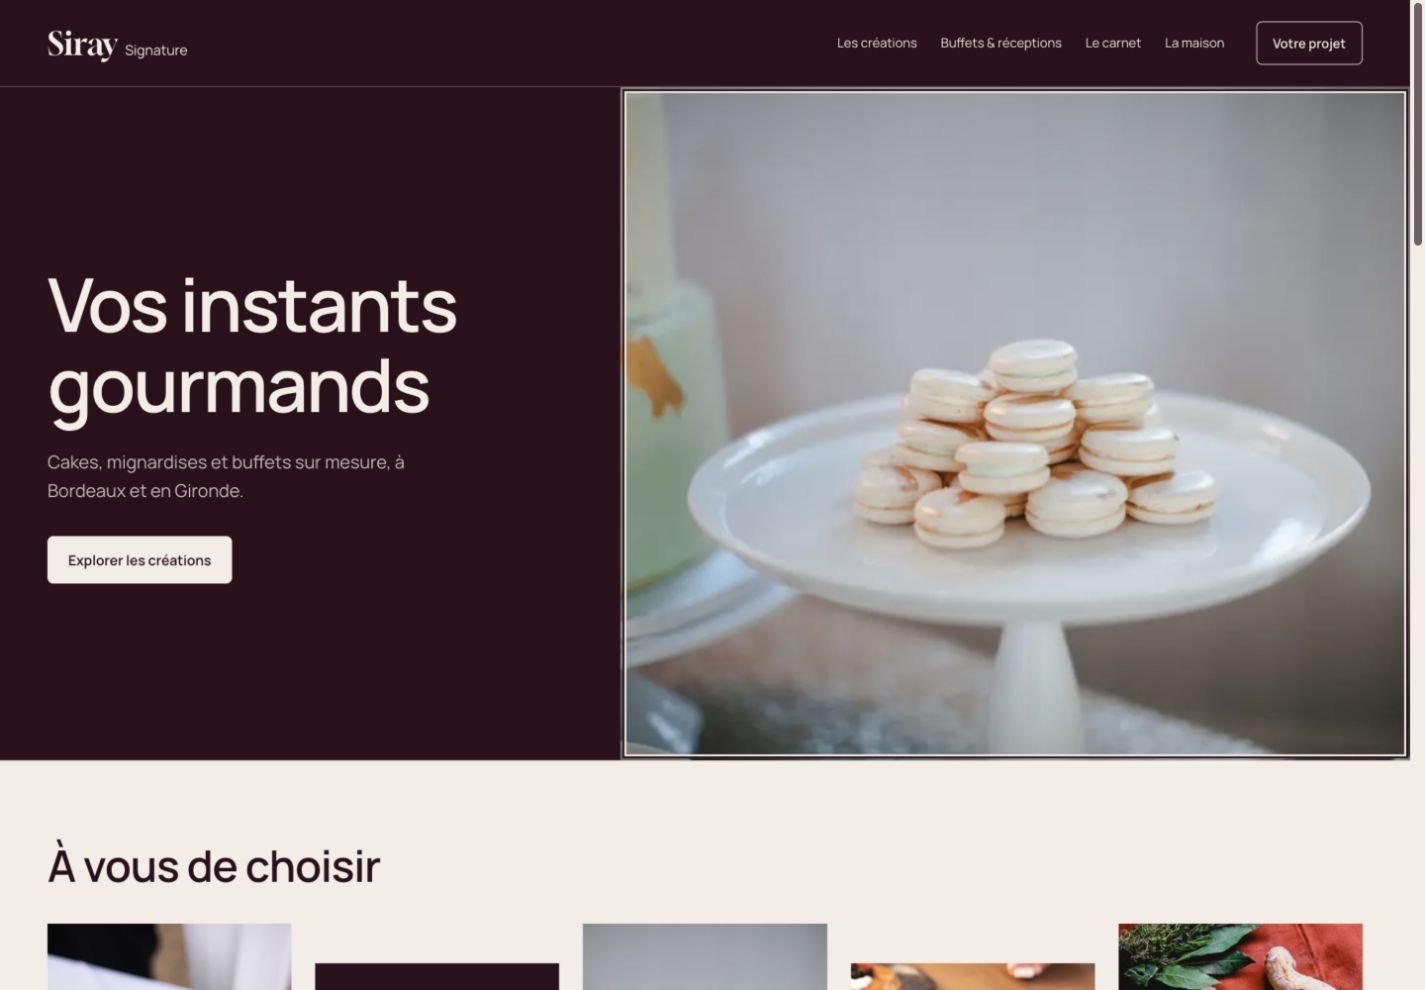 Siray Signature
Les créations
Buffets & réceptions
Le carnet
La maison
Votre projet
Vos instants
gourmands
Cakes, mignardises et buffets sur mesure, à
Bordeaux et en Gironde.
Explorer les créations
À vous de choisir